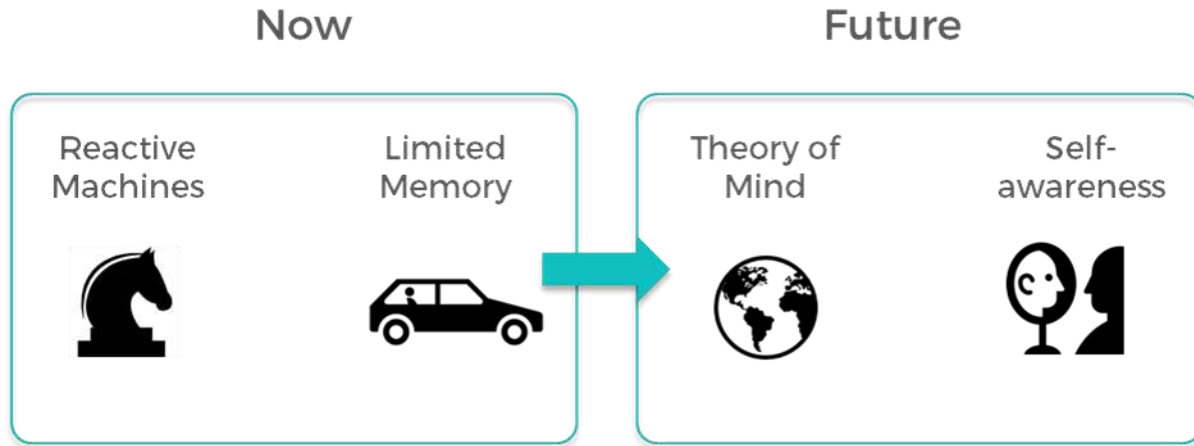 Now
Future
Reactive
Machines
Limited
Memory
Theory of
Mind
Self-
awareness